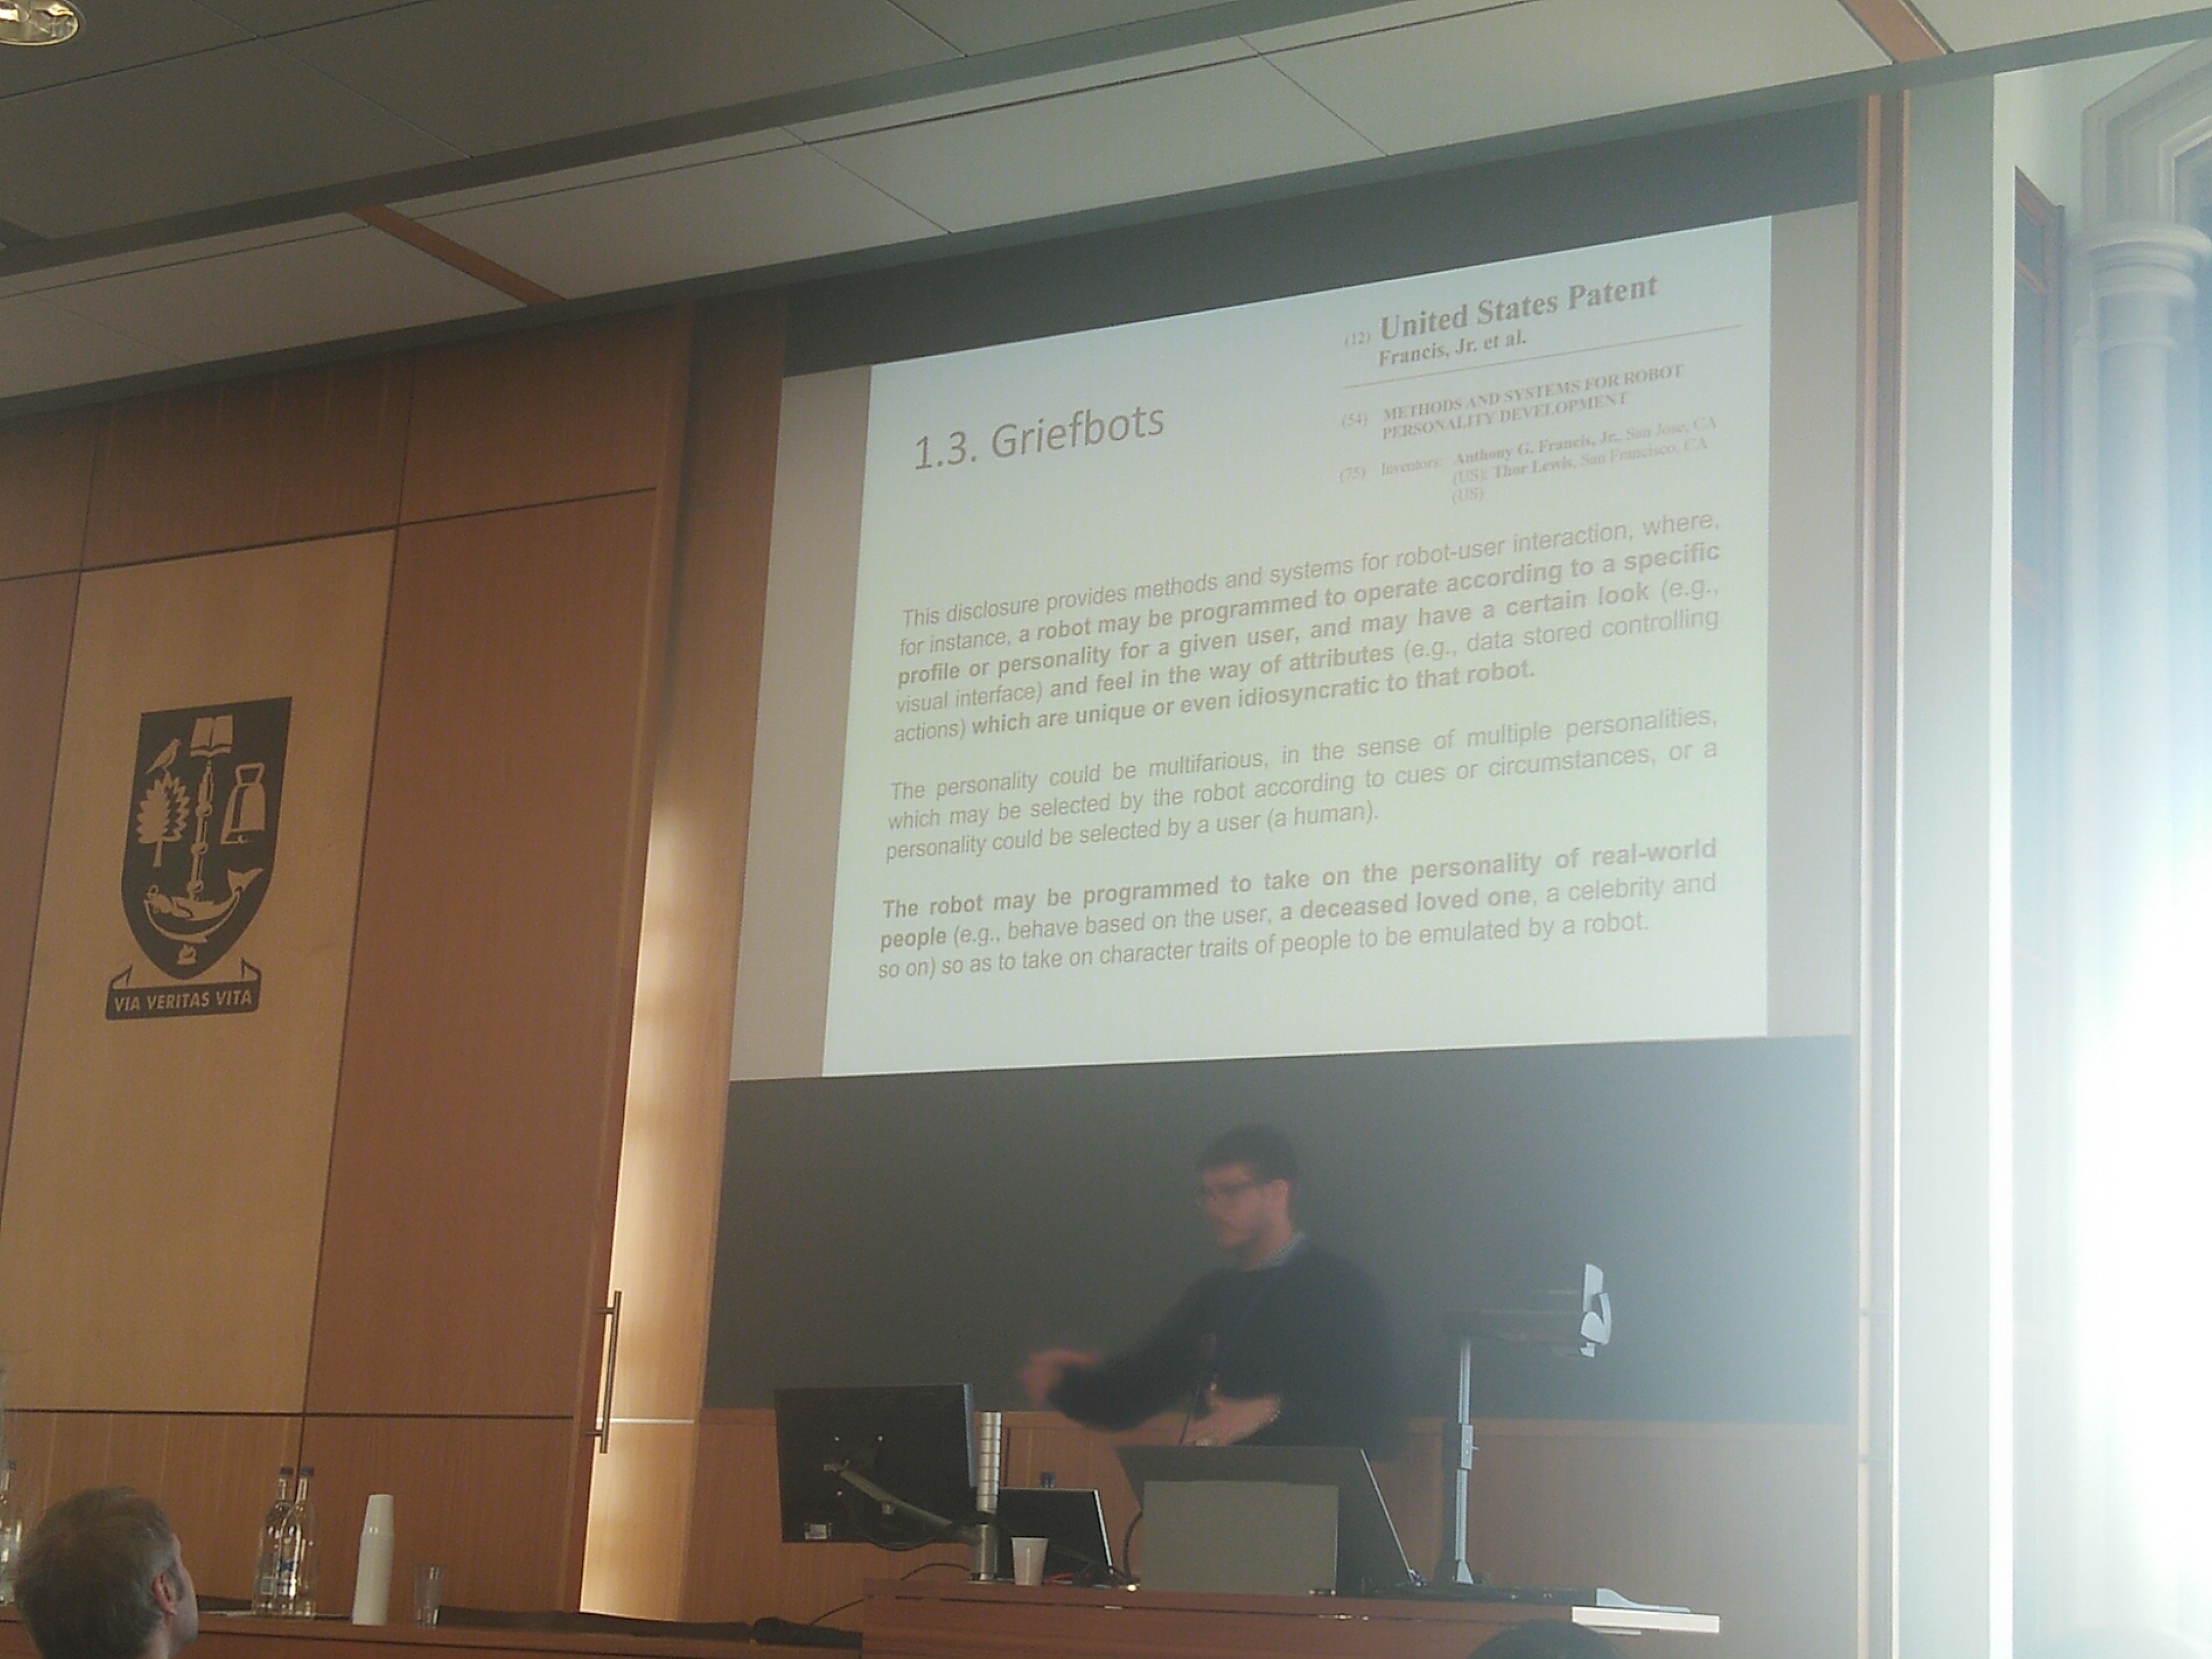 (12) United States Patent
Francis, Jr. et al.
(54) METHODS AND SYSTEMS FOR ROBOT
PERSONALITY DEVELOPMENT
(75) Inventors: Anthony G. Francis, Jr., San Jose, CA
(US); Thor Lewis, San Francisco, CA
(US)
1.3. Griefbots
This disclosure provides methods and systems for robot-user interaction, where,
for instance, a robot may be programmed to operate according to a specific
profile or personality for a given user, and may have a certain look (e.g.,
visual interface) and feel in the way of attributes (e.g., data stored controlling
actions) which are unique or even idiosyncratic to that robot.
The personality could be multifarious, in the sense of multiple personalities,
which may be selected by the robot according to cues or circumstances, or a
personality could be selected by a user (a human).
The robot may be programmed to take on the personality of real-world
people (e.g., behave based on the user, a deceased loved one, a celebrity and
so on) so as to take on character traits of people to be emulated by a robot.
VIA VERITAS VITA